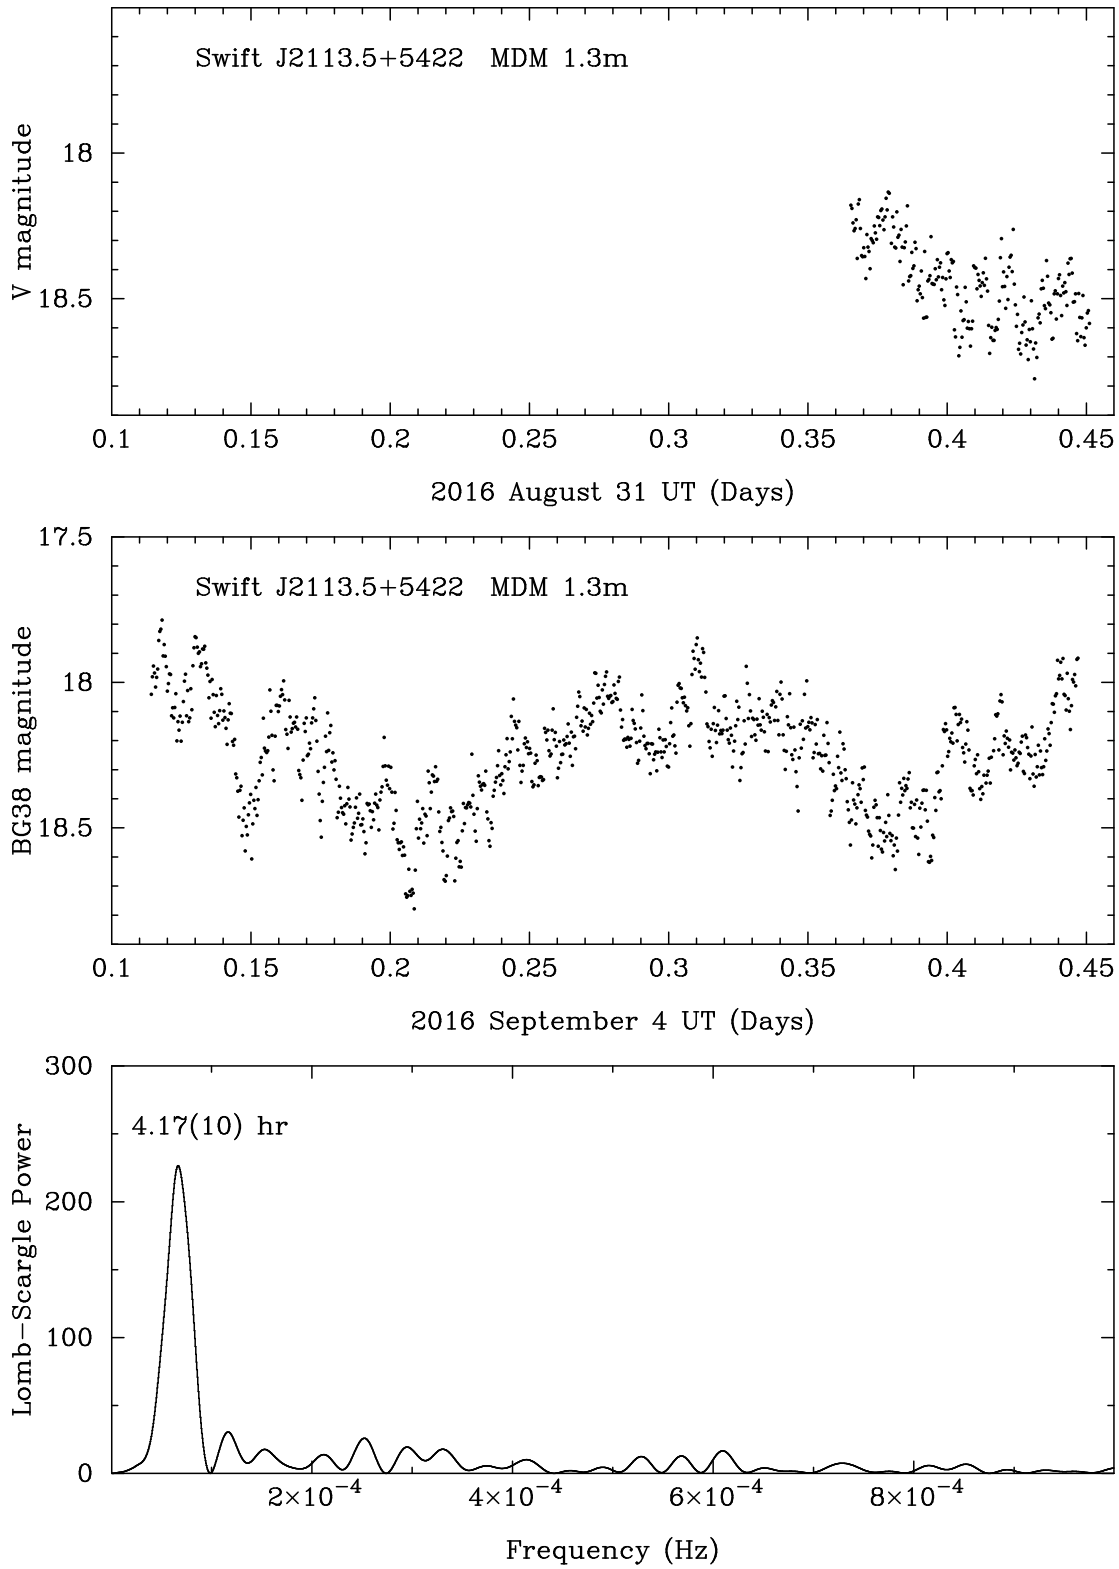 Swift J2113.5+5422 MDM 1.3m
V magnitude
18
18.5
0.1 0.15 0.2 0.25 0.3 0.35 0.4 0.45
2016 August 31 UT (Days)
17.5
Swift J2113.5+5422 MDM 1.3m
BG38 magnitude
18
18.5
0.1 0.15 0.2 0.25 0.3 0.35 0.4 0.45
2016 September 4 UT (Days)
300
4.17(10) hr
Lomb-Scargle Power
200
100
0
2×10⁻⁴ 4×10⁻⁴ 6×10⁻⁴ 8×10⁻⁴
Frequency (Hz)